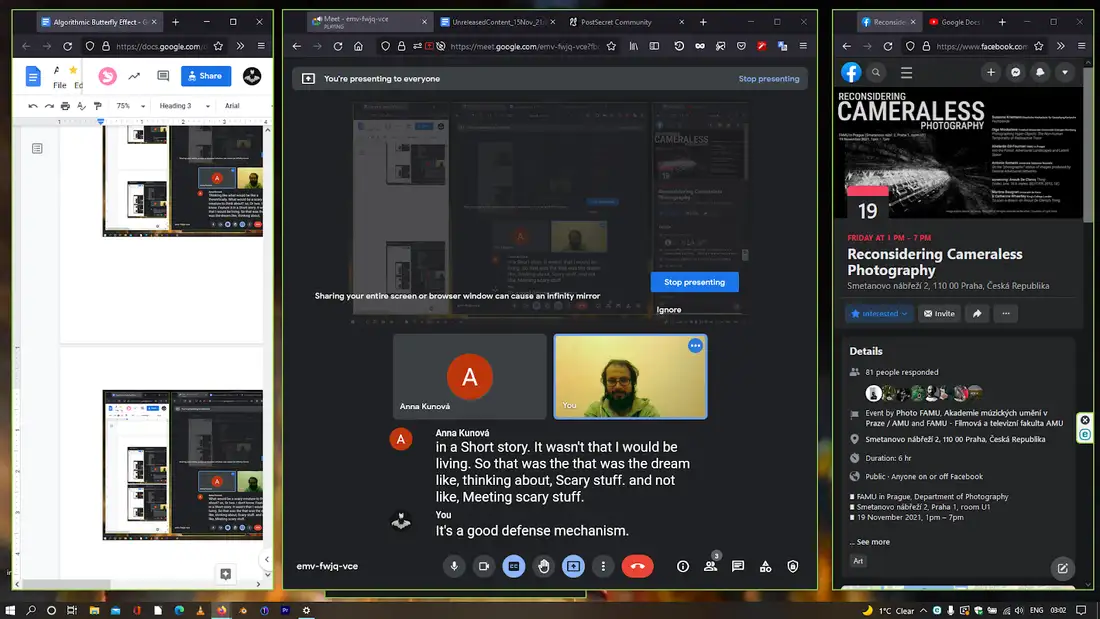 Algorithmic Butterfly Effect - G
https://docs.google.com/
File
Ed
Share
75%
Heading 3
Arial
Meet - emv-fwjq-vce
PLAYING
UnreleasedContent_15Nov_21
PostSecret Community
https://meet.google.com/emv-fwjq-vce?
You're presenting to everyone
Stop presenting
CAMERALESS
Sharing your entire screen or browser window can cause an infinity mirror
Stop presenting
Ignore
A
Anna Kunová
You
A
Anna Kunová
in a Short story. It wasn't that I would be
living. So that was the that was the dream
like, thinking about, Scary stuff. and not
like, Meeting scary stuff.
You
It's a good defense mechanism.
emv-fwjq-vce
3
Reconsideri
Google Docs
https://www.facebook.com
RECONSIDERING
CAMERALESS
PHOTOGRAPHY
19
FRIDAY AT 1 PM – 7 PM
Reconsidering Cameraless
Photography
Smetanovo nábřeží 2, 110 00 Praha, Česká Republika
Interested
Invite
Details
81 people responded
Event by Photo FAMU, Akademie múzických umění v
Praze / AMU and FAMU - Filmová a televizní fakulta AMU
Smetanovo nábřeží 2, 110 00 Praha, Česká Republika
Duration: 6 hr
Public · Anyone on or off Facebook
FAMU in Prague, Department of Photography
Smetanovo nábřeží 2, Praha 1, room U1
19 November 2021, 1pm – 7pm
... See more
Art
1°C Clear
ENG
03:02